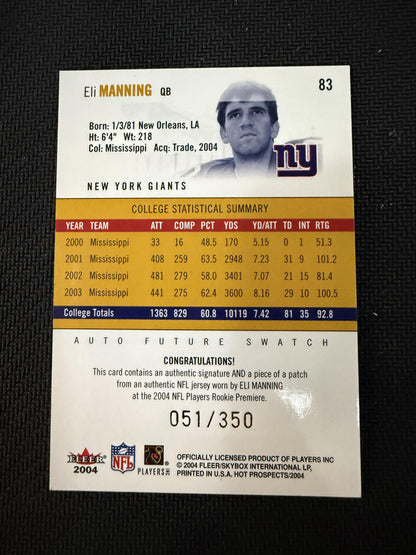 Eli MANNING QB 83
Born: 1/3/81 New Orleans, LA
Ht: 6'4" Wt: 218
Col: Mississippi Acq: Trade, 2004
ny
NEW YORK GIANTS
COLLEGE STATISTICAL SUMMARY
YEAR TEAM ATT COMP PCT YDS YD/ATT TD INT RTG
2000 Mississippi 33 16 48.5 170 5.15 0 1 51.3
2001 Mississippi 408 259 63.5 2948 7.23 31 9 101.2
2002 Mississippi 481 279 58.0 3401 7.07 21 15 81.4
2003 Mississippi 441 275 62.4 3600 8.16 29 10 100.5
College Totals 1363 829 60.8 10119 7.42 81 35 92.8
AUTO FUTURE SWATCH
CONGRATULATIONS!
This card contains an authentic signature AND a piece of a patch
from an authentic NFL jersey worn by ELI MANNING
at the 2004 NFL Players Rookie Premiere.
051/350
FLEER
2004
NFL
PLAYERS INC
OFFICIALLY LICENSED PRODUCT OF PLAYERS INC
© 2004 FLEER/SKYBOX INTERNATIONAL LP,
PRINTED IN U.S.A. HOT PROSPECTS/2004